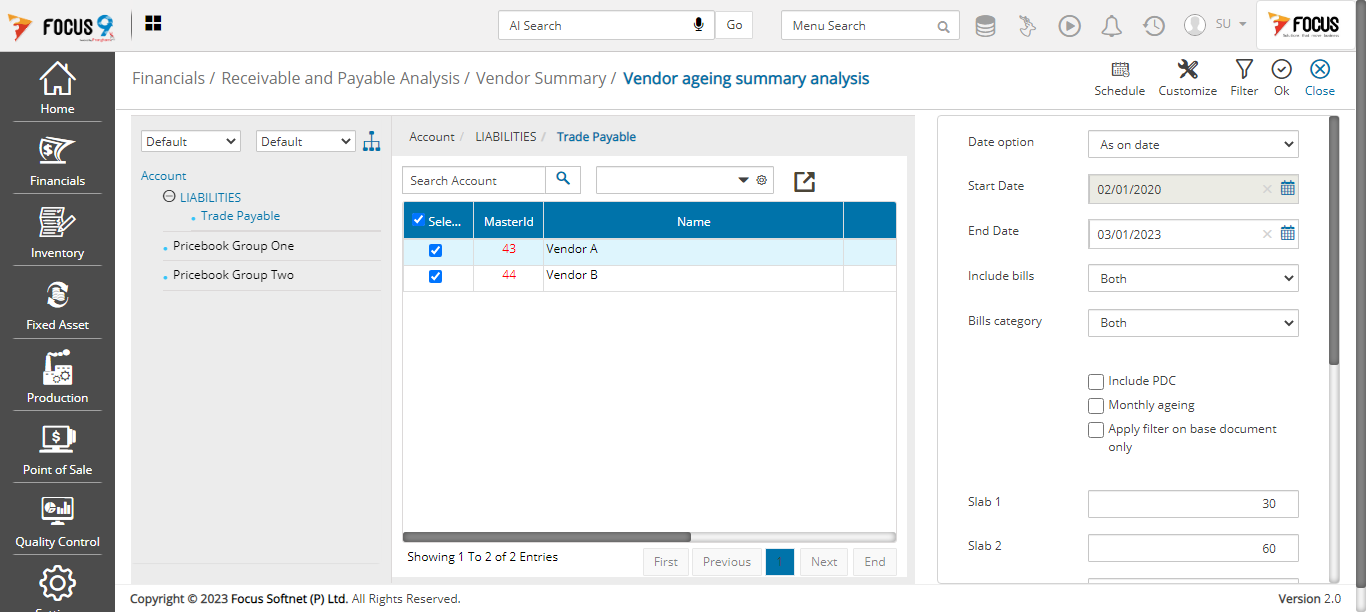 FOCUS 9
AI Search
Go
Menu Search
SU
FOCUS
Home
Financials
Inventory
Fixed Asset
Production
Point of Sale
Quality Control
Financials / Receivable and Payable Analysis / Vendor Summary / Vendor ageing summary analysis
Schedule
Customize
Filter
Ok
Close
Default
Default
Account
LIABILITIES
Trade Payable
Pricebook Group One
Pricebook Group Two
Account / LIABILITIES / Trade Payable
Search Account
Sele... MasterId Name
43 Vendor A
44 Vendor B
Showing 1 To 2 of 2 Entries
First
Previous
1
Next
End
Date option As on date
Start Date 02/01/2020
End Date 03/01/2023
Include bills Both
Bills category Both
Include PDC
Monthly ageing
Apply filter on base document
only
Slab 1 30
Slab 2 60
Copyright © 2023 Focus Softnet (P) Ltd. All Rights Reserved.
Version 2.0